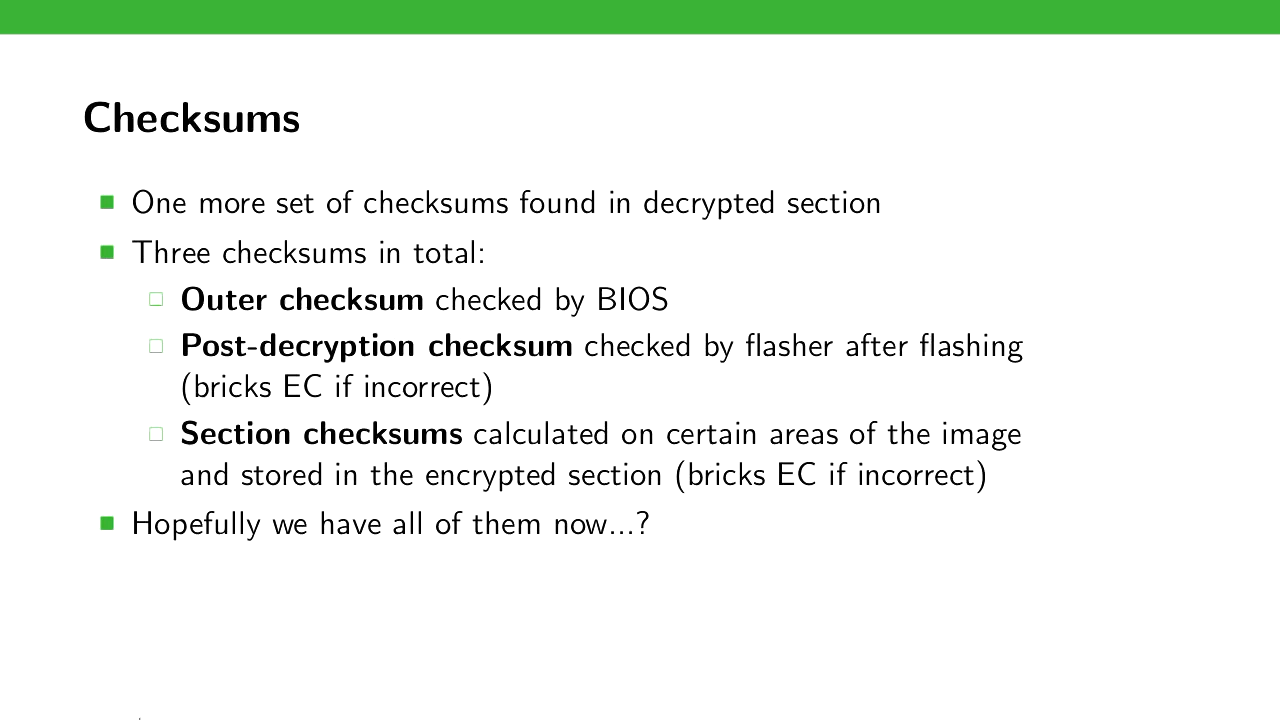 Checksums
One more set of checksums found in decrypted section
Three checksums in total:
Outer checksum checked by BIOS
Post-decryption checksum checked by flasher after flashing
(bricks EC if incorrect)
Section checksums calculated on certain areas of the image
and stored in the encrypted section (bricks EC if incorrect)
Hopefully we have all of them now...?